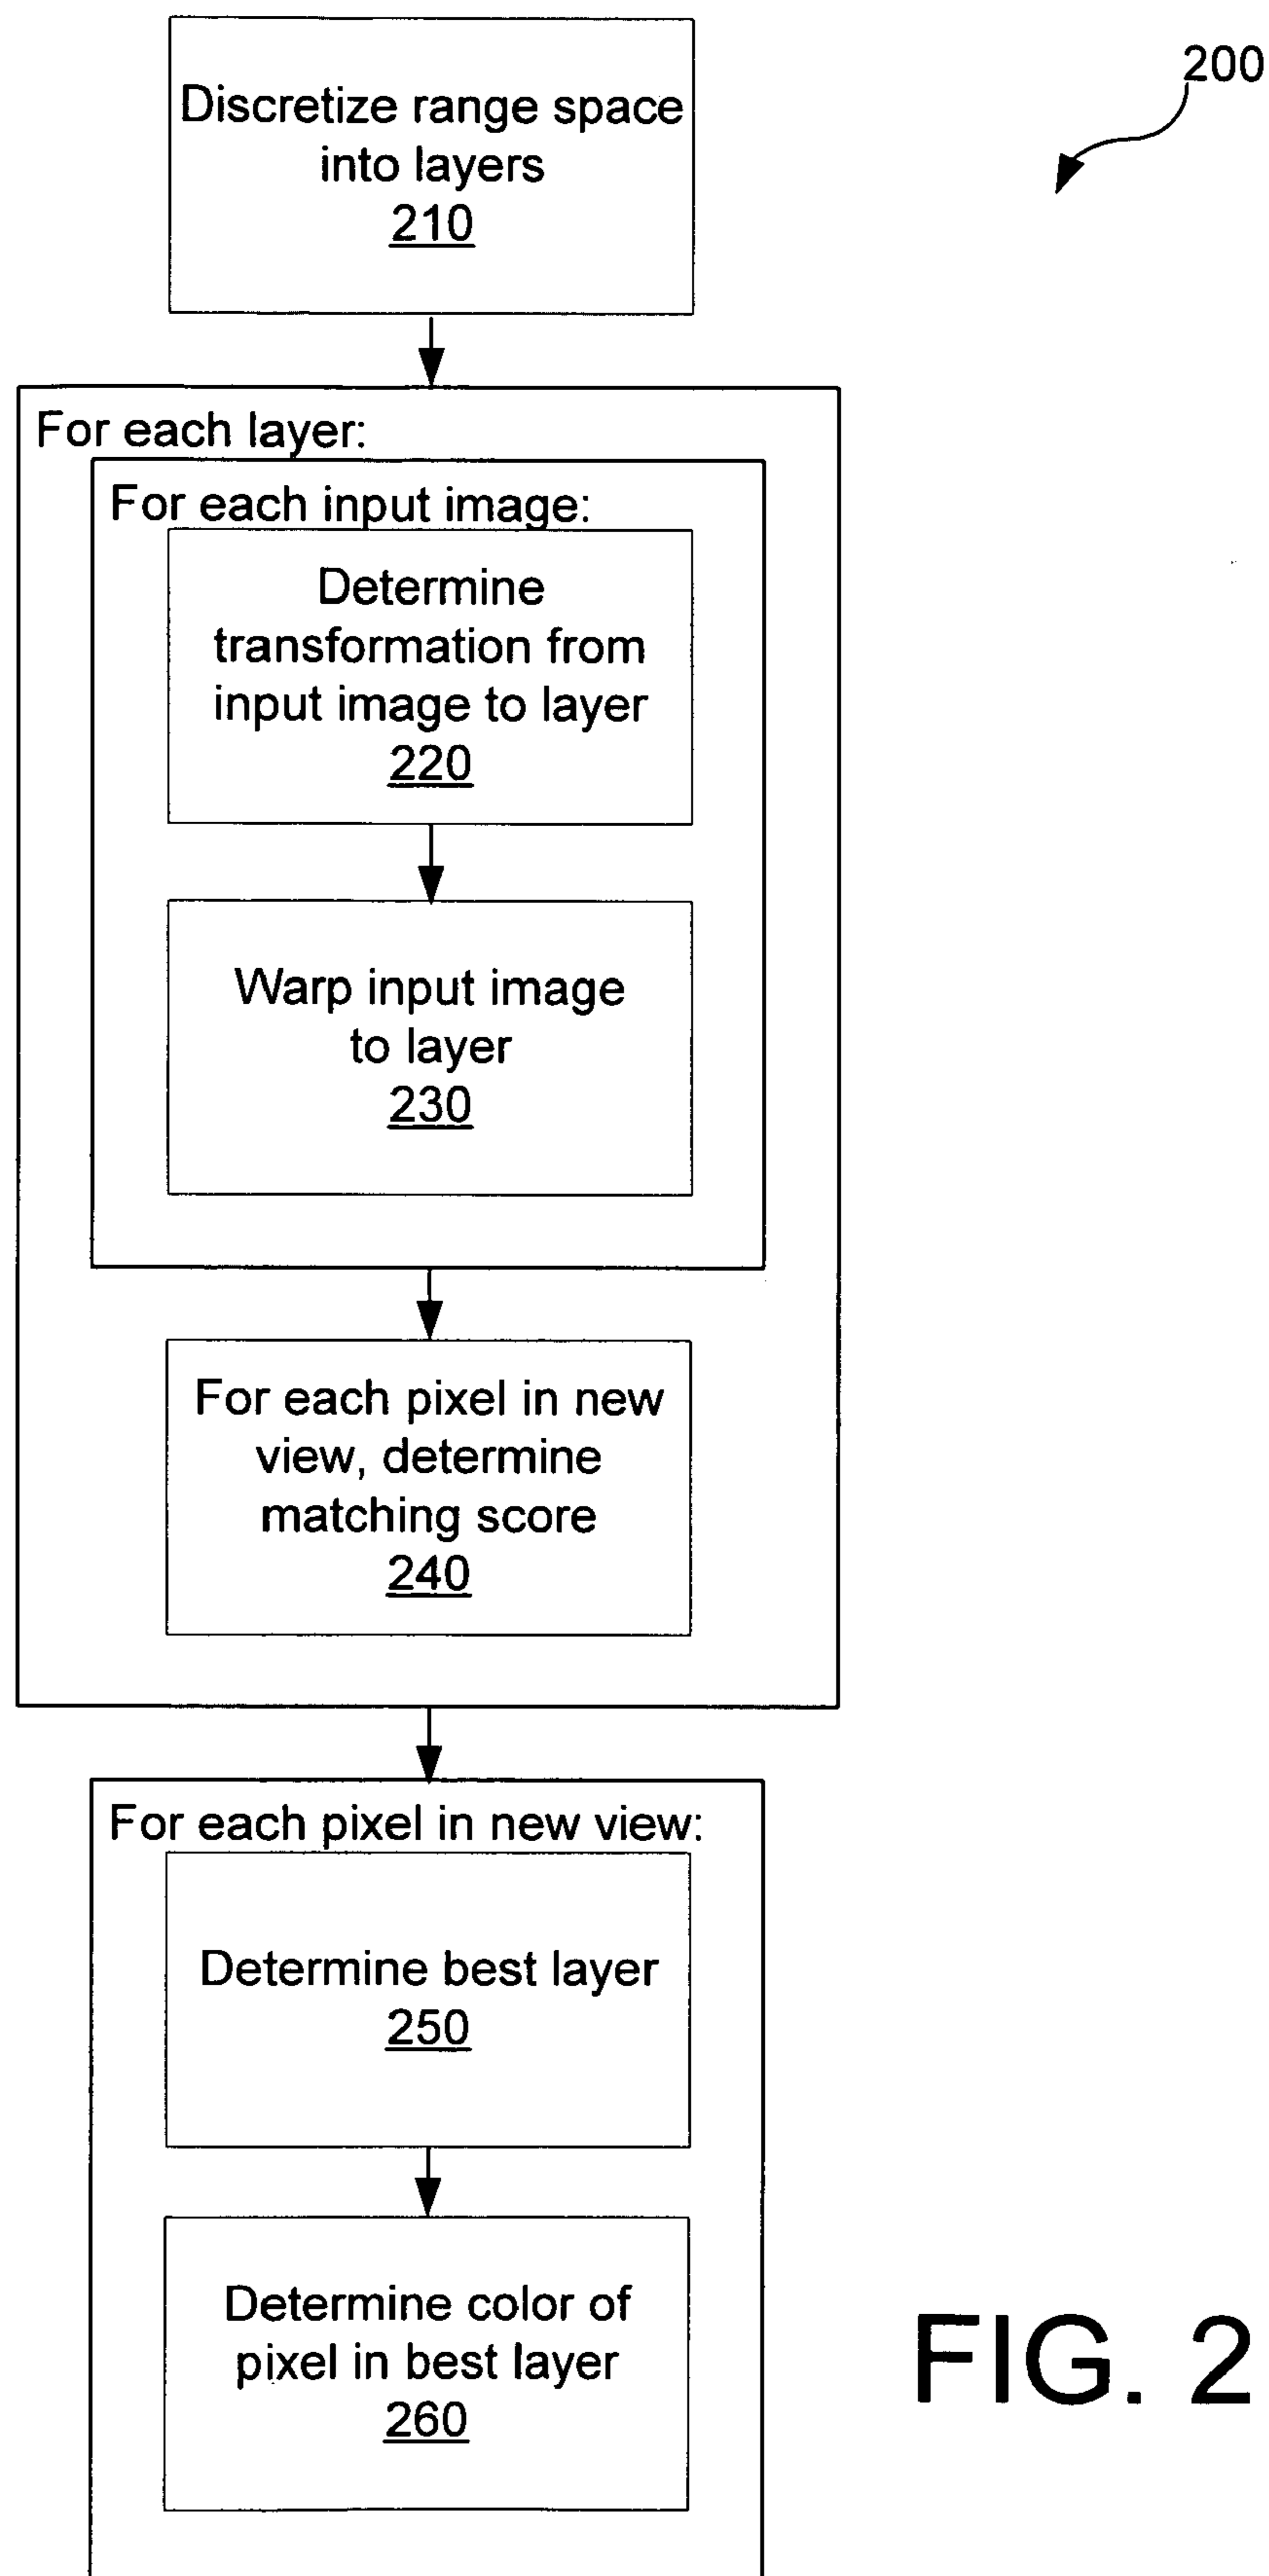 200
Discretize range space
into layers
210
For each layer:
For each input image:
Determine
transformation from
input image to layer
220
Warp input image
to layer
230
For each pixel in new
view, determine
matching score
240
For each pixel in new view:
Determine best layer
250
Determine color of
pixel in best layer
260
FIG. 2